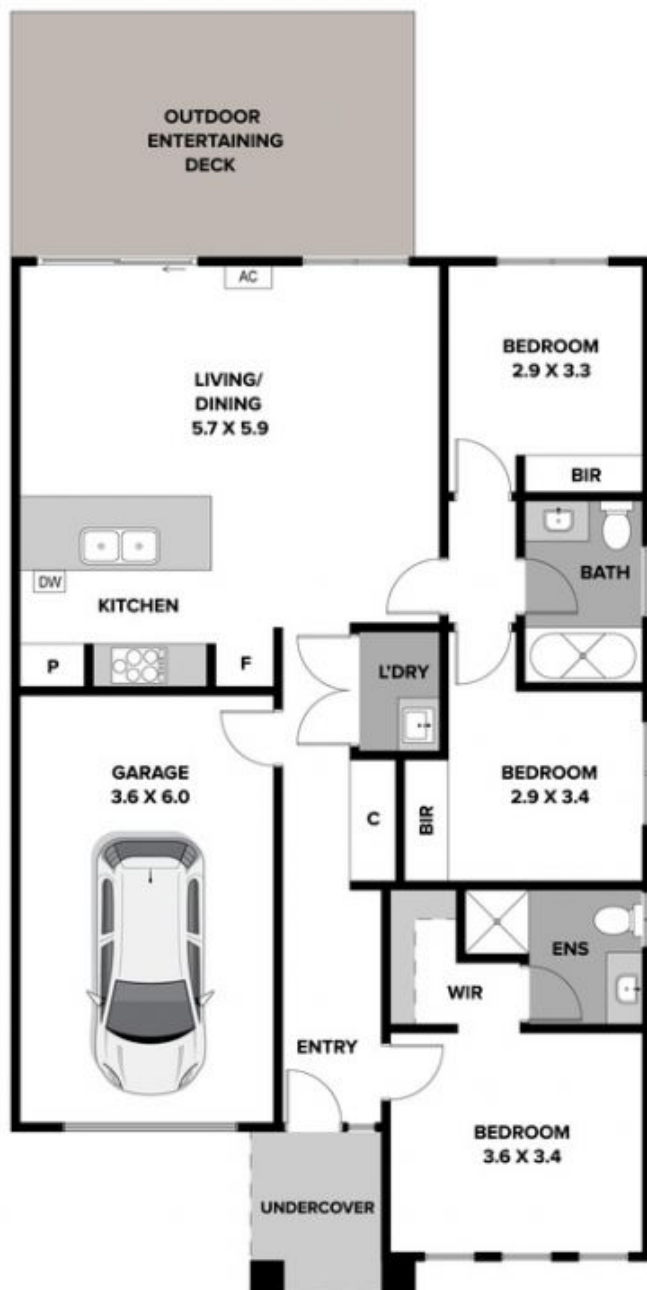 OUTDOOR
ENTERTAINING
DECK
AC
LIVING/
DINING
5.7 X 5.9
BEDROOM
2.9 X 3.3
BIR
BATH
DW
KITCHEN
P
F
L'DRY
GARAGE
3.6 X 6.0
C
BIR
BEDROOM
2.9 X 3.4
ENS
WIR
ENTRY
BEDROOM
3.6 X 3.4
UNDERCOVER